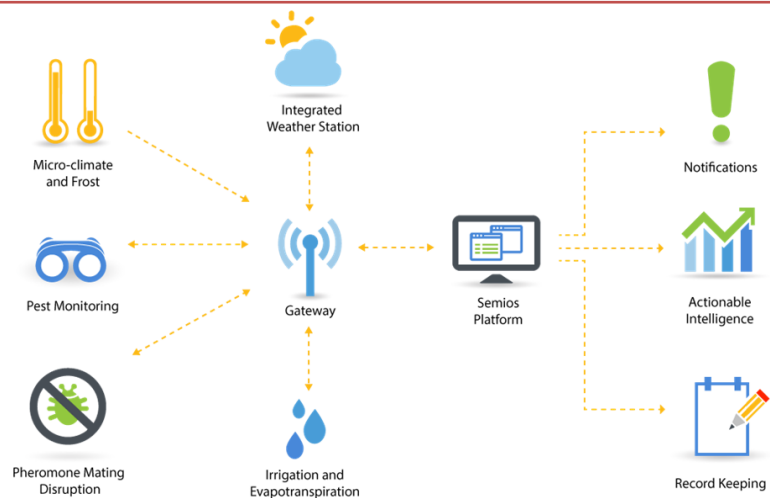 Integrated
Weather Station
Micro-climate
and Frost
Notifications
Pest Monitoring
Gateway
Semios
Platform
Actionable
Intelligence
Pheromone Mating
Disruption
Irrigation and
Evapotranspiration
Record Keeping